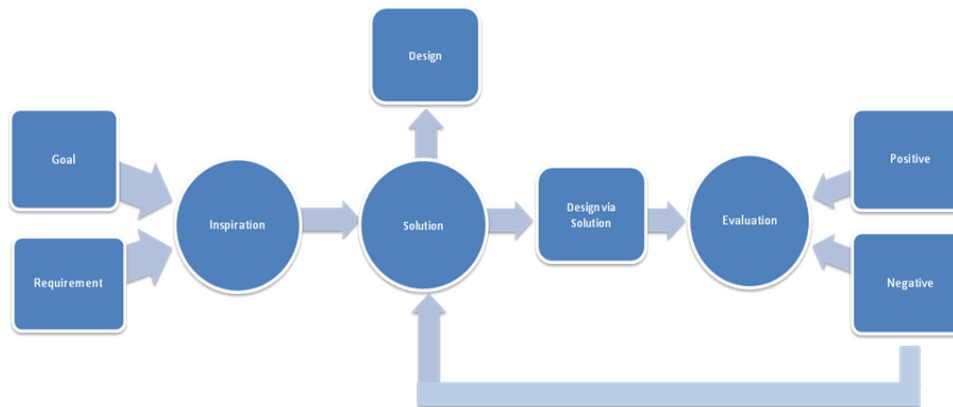 Design
Goal
Positive
Inspiration
Solution
Design via
Solution
Evaluation
Requirement
Negative